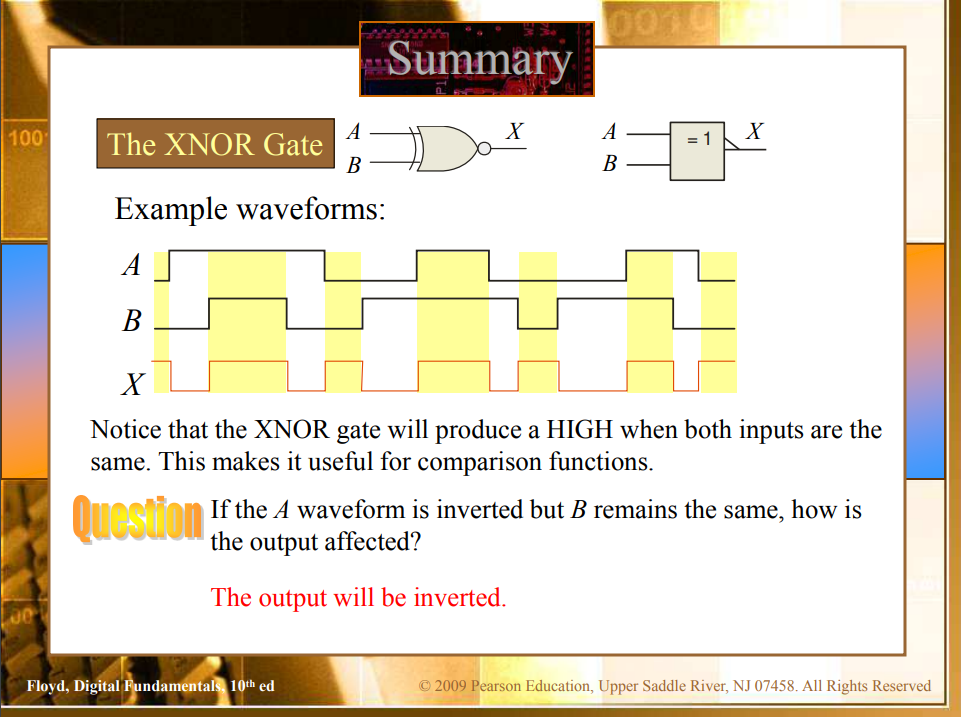 Summary
The XNOR Gate
A
B
X
A
B
= 1
X
Example waveforms:
A
B
X
Notice that the XNOR gate will produce a HIGH when both inputs are the
same. This makes it useful for comparison functions.
Question
If the A waveform is inverted but B remains the same, how is
the output affected?
The output will be inverted.
Floyd, Digital Fundamentals, 10th ed
© 2009 Pearson Education, Upper Saddle River, NJ 07458. All Rights Reserved